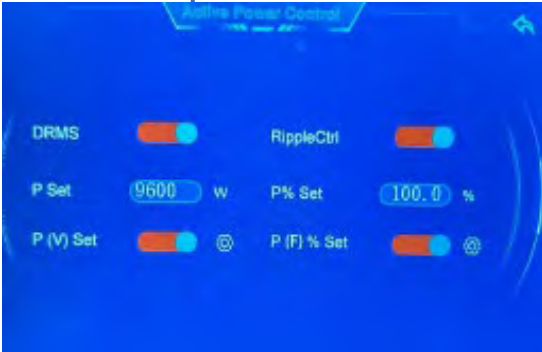 Active Power Control
DRMS RippleCtrl
P Set 9600 W P% Set 100.0 %
P (V) Set P (F) % Set